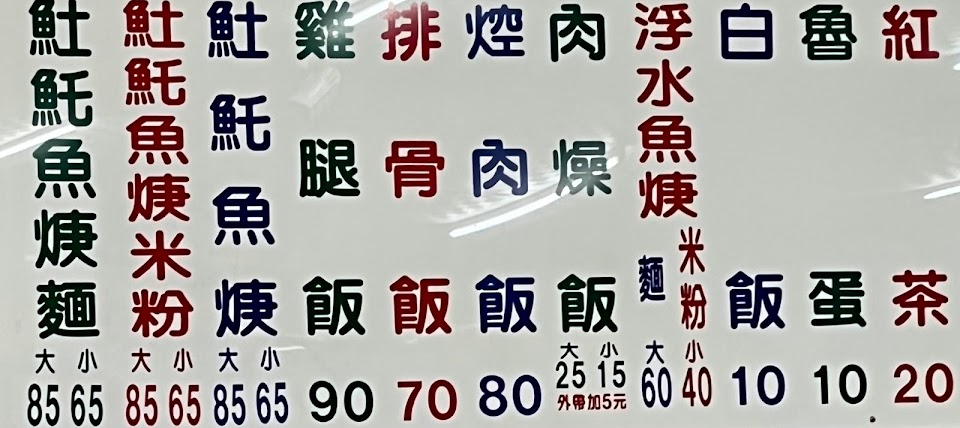 𩵚魠魚焿麵
大 小
85 65
𩵚魠魚焿米粉
大 小
85 65
𩵚魠魚焿
大 小
85 65
雞腿飯
90
排骨飯
70
焢肉飯
80
肉燥飯
大 小
25 15
外帶加5元
浮水魚焿
麵
米粉
大 小
60 40
白飯
10
魯蛋
10
紅茶
20